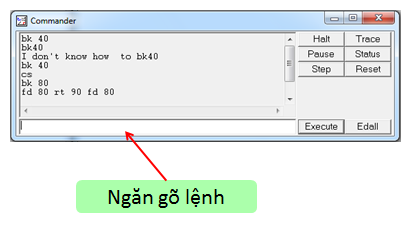 Commander
bk 40
bk40
I don't know how  to bk40
bk 40
cs
bk 80
fd 80 rt 90 fd 80
Halt Trace
Pause Status
Step Reset
Execute Edall
Ngăn gõ lệnh